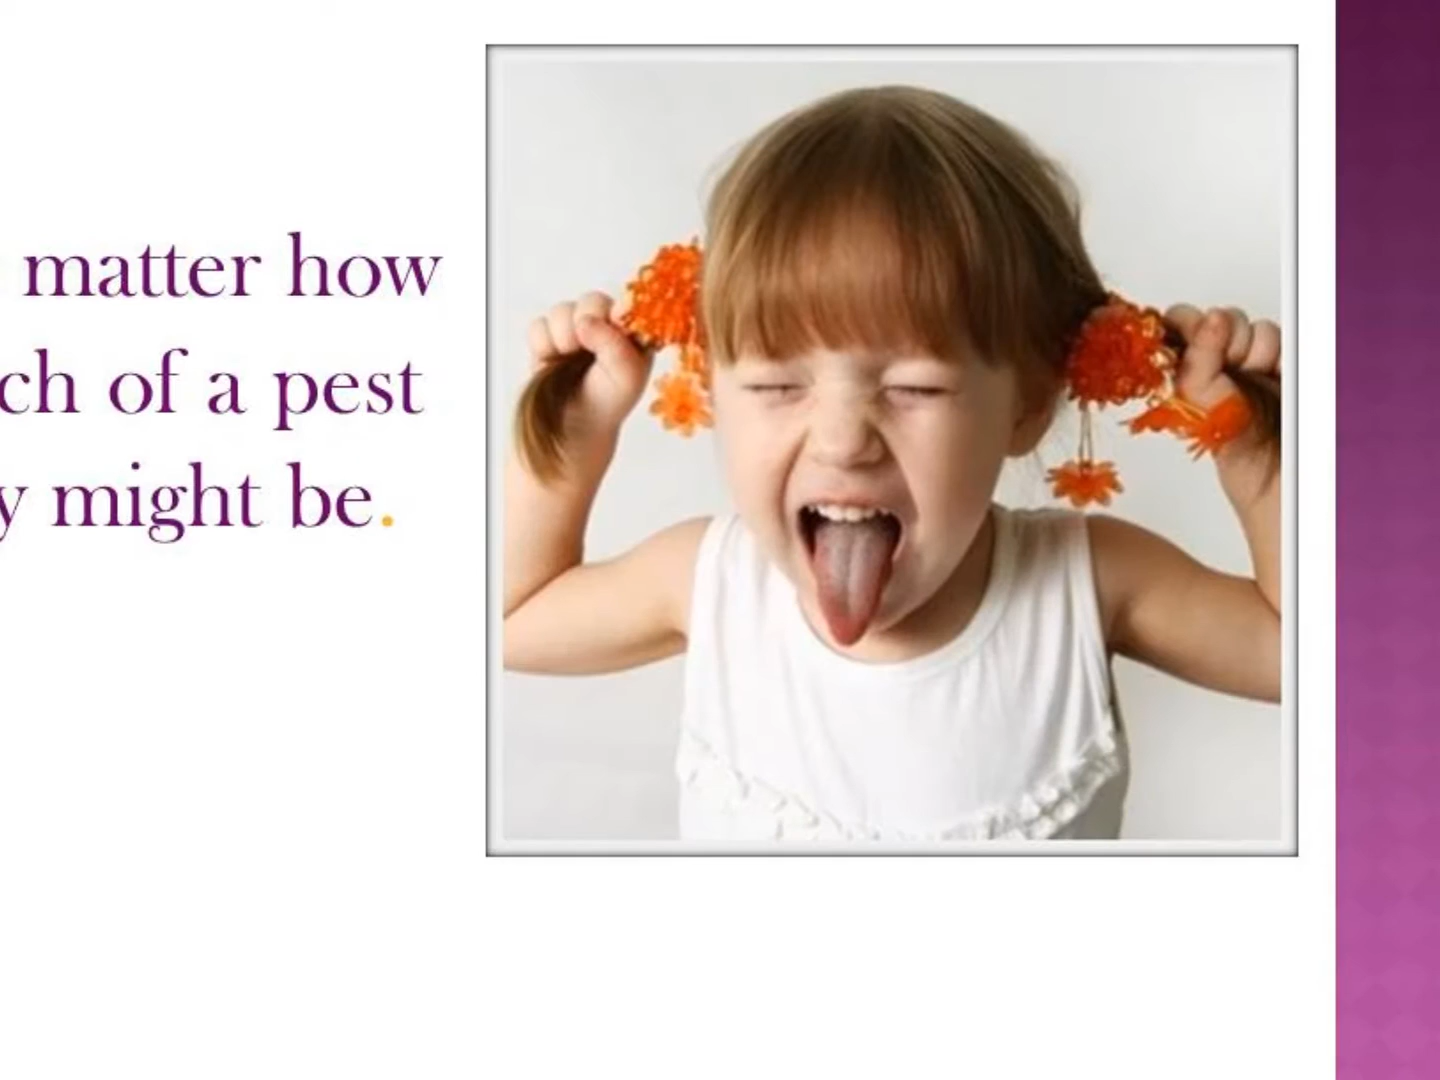 matter how
ch of a pest
y might be.